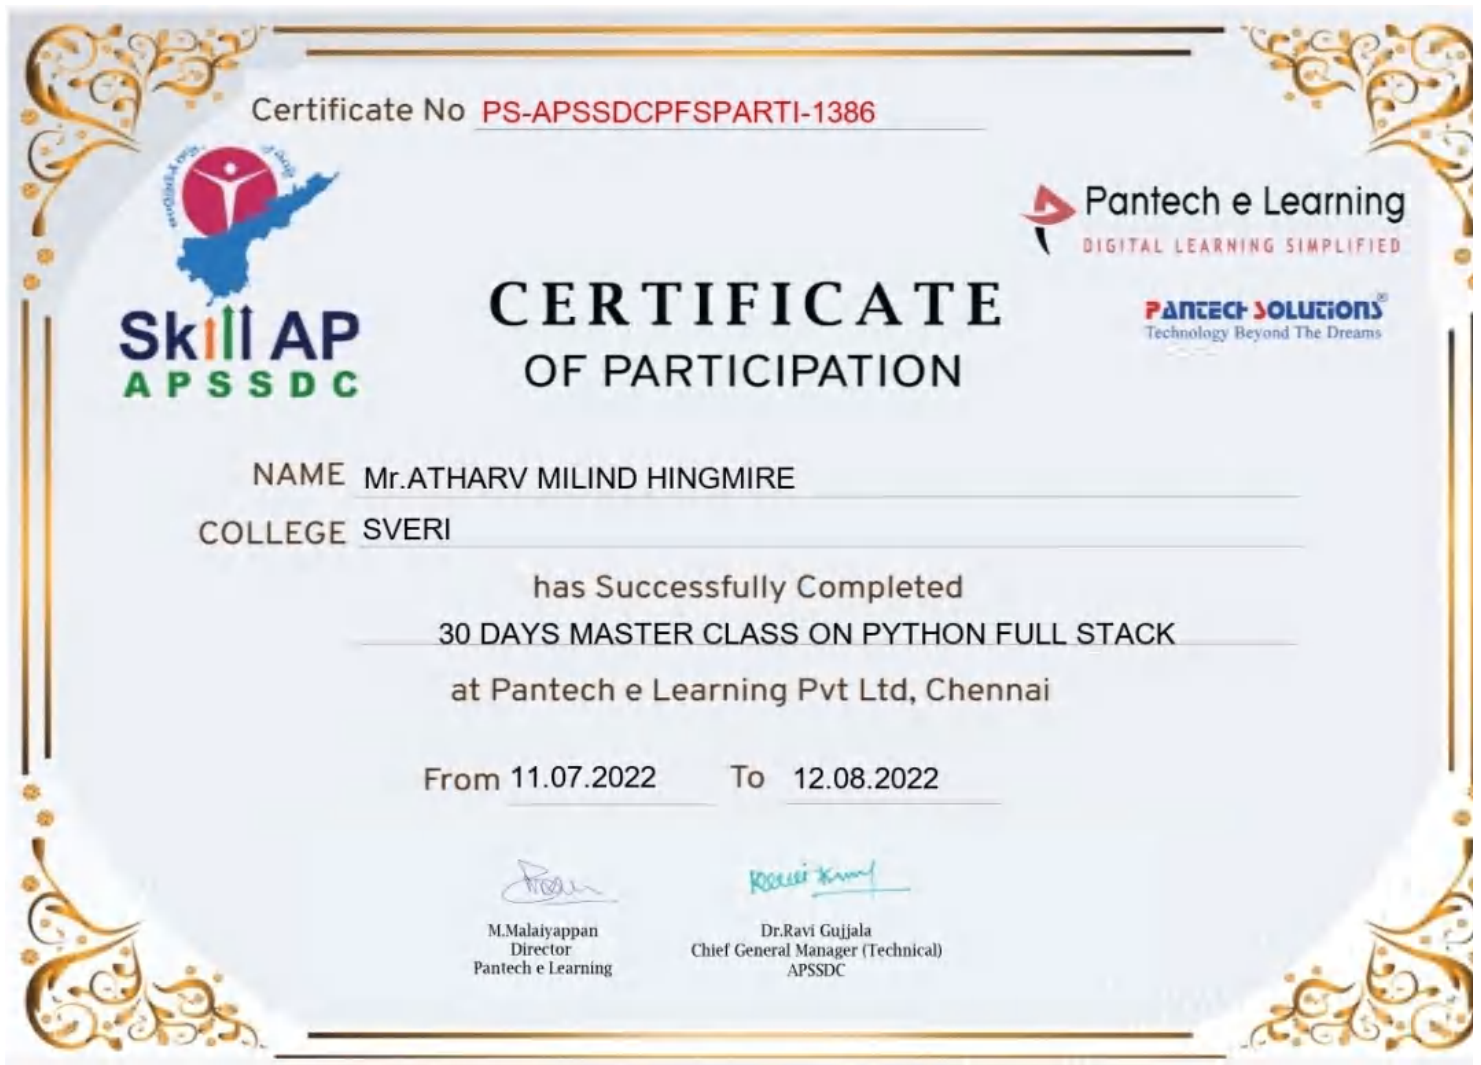 Certificate No PS-APSSDCPFSPARTI-1386
Pantech e Learning
DIGITAL LEARNING SIMPLIFIED
PANTECH SOLUTIONS®
Technology Beyond The Dreams
Skill AP
APSSDC
CERTIFICATE
OF PARTICIPATION
NAME Mr.ATHARV MILIND HINGMIRE
COLLEGE SVERI
has Successfully Completed
30 DAYS MASTER CLASS ON PYTHON FULL STACK
at Pantech e Learning Pvt Ltd, Chennai
From 11.07.2022 To 12.08.2022
M.Malaiyappan
Director
Pantech e Learning
Dr.Ravi Gujjala
Chief General Manager (Technical)
APSSDC